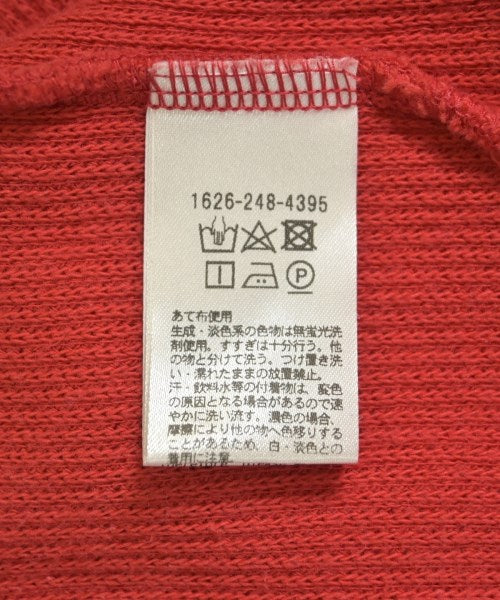 1626-248-4395
P
あて布使用
生成・淡色系の色物は無蛍光洗
剤使用。すすぎは十分行う。他
の物と分けて洗う。つけ置き洗
い・濡れたままの放置禁止。
汗・飲料水等の付着物は、変色
の原因となる場合があるので速
やかに洗い流す。濃色の場合、
摩擦により他の物へ色移りする
ことがあるため、白・淡色との
着用に注意